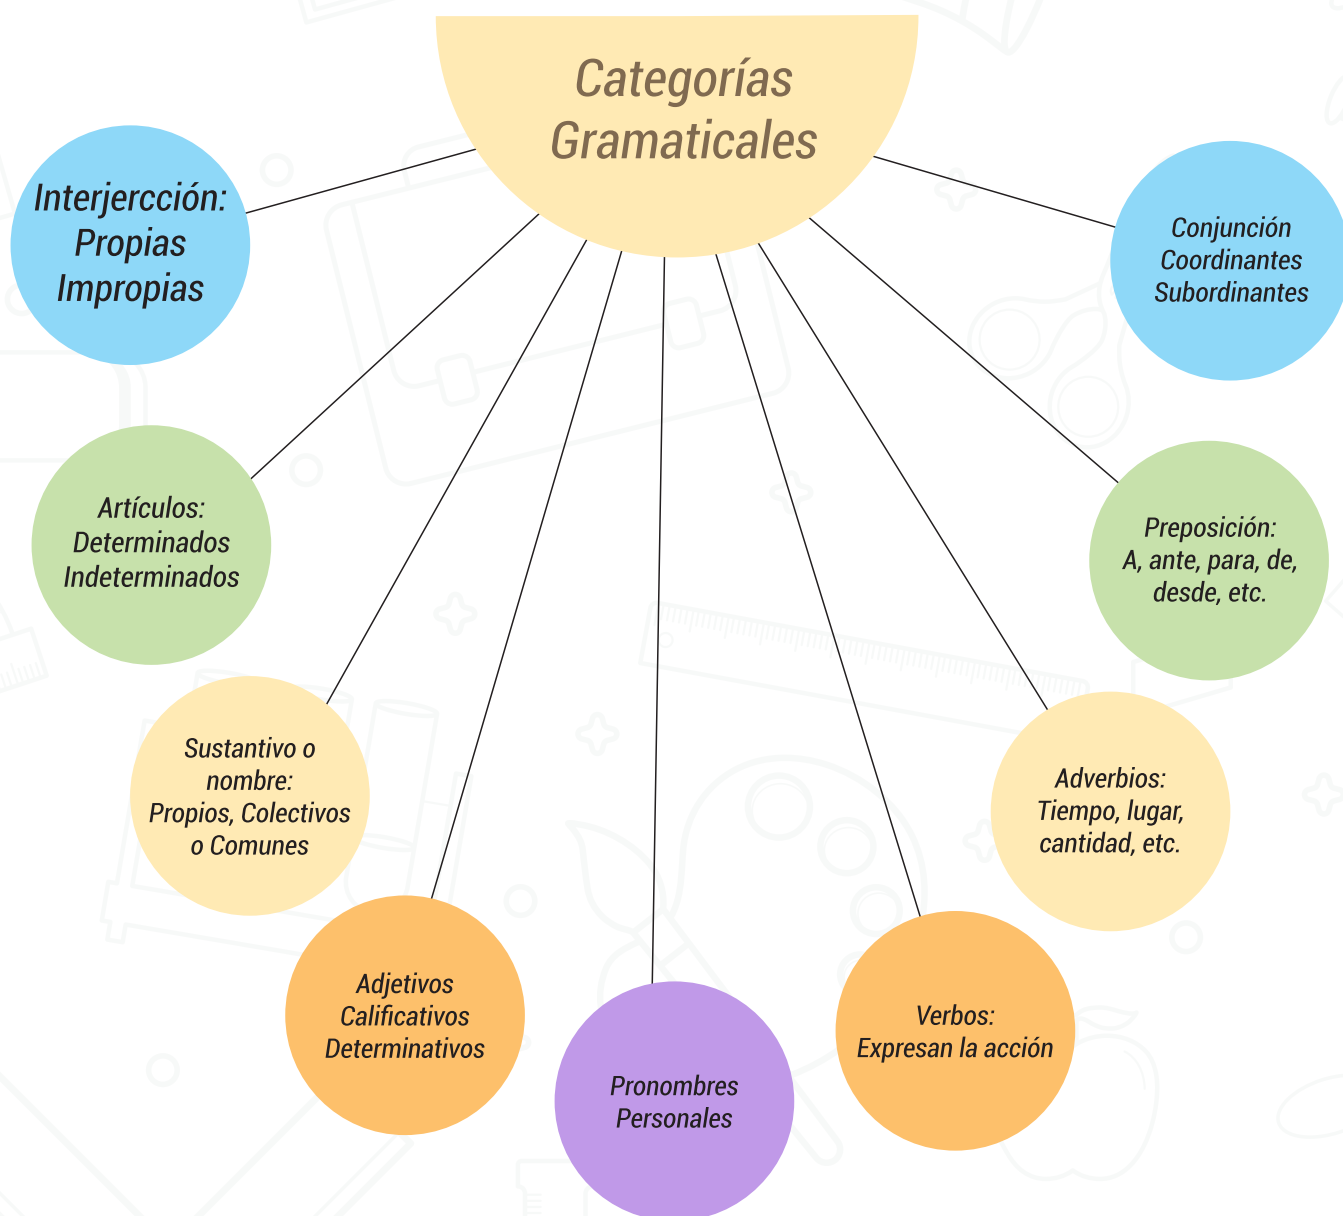 Categorías
Gramaticales
Interjercción:
Propias
Impropias
Artículos:
Determinados
Indeterminados
Sustantivo o
nombre:
Propios, Colectivos
o Comunes
Adjetivos
Calificativos
Determinativos
Pronombres
Personales
Verbos:
Expresan la acción
Adverbios:
Tiempo, lugar,
cantidad, etc.
Preposición:
A, ante, para, de,
desde, etc.
Conjunción
Coordinantes
Subordinantes